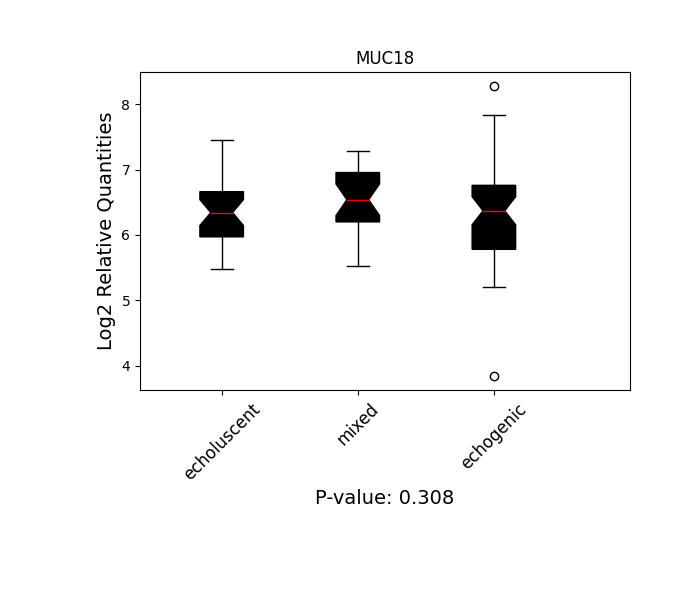 MUC18
Log2 Relative Quantities
8
7
6
5
4
echoluscent
mixed
echogenic
P-value: 0.308